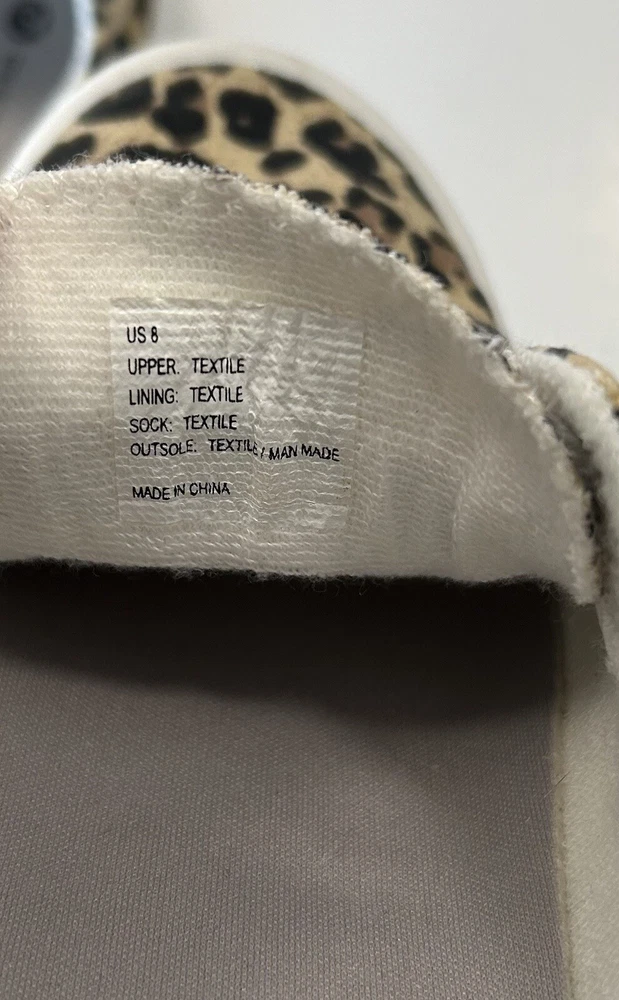 US 8
UPPER: TEXTILE
LINING: TEXTILE
SOCK: TEXTILE
OUTSOLE: TEXTILE / MAN MADE
MADE IN CHINA